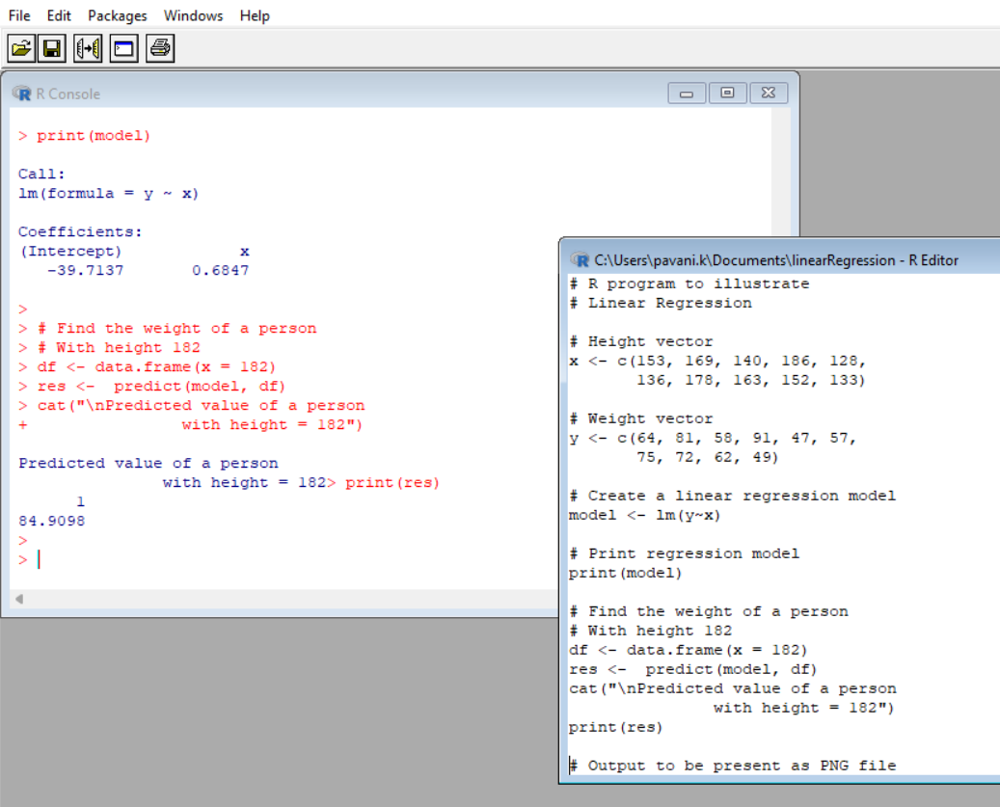 File Edit Packages Windows Help
R Console
> print(model)
Call:
lm(formula = y ~ x)
Coefficients:
(Intercept) x
-39.7137 0.6847
>
> # Find the weight of a person
> # With height 182
> df <- data.frame(x = 182)
> res <- predict(model, df)
> cat("\nPredicted value of a person
+ with height = 182")
Predicted value of a person
with height = 182> print(res)
1
84.9098
>
>
C:\Users\pavani.k\Documents\linearRegression - R Editor
# R program to illustrate
# Linear Regression
# Height vector
x <- c(153, 169, 140, 186, 128,
136, 178, 163, 152, 133)
# Weight vector
y <- c(64, 81, 58, 91, 47, 57,
75, 72, 62, 49)
# Create a linear regression model
model <- lm(y~x)
# Print regression model
print(model)
# Find the weight of a person
# With height 182
df <- data.frame(x = 182)
res <- predict(model, df)
cat("\nPredicted value of a person
with height = 182")
print(res)
# Output to be present as PNG file